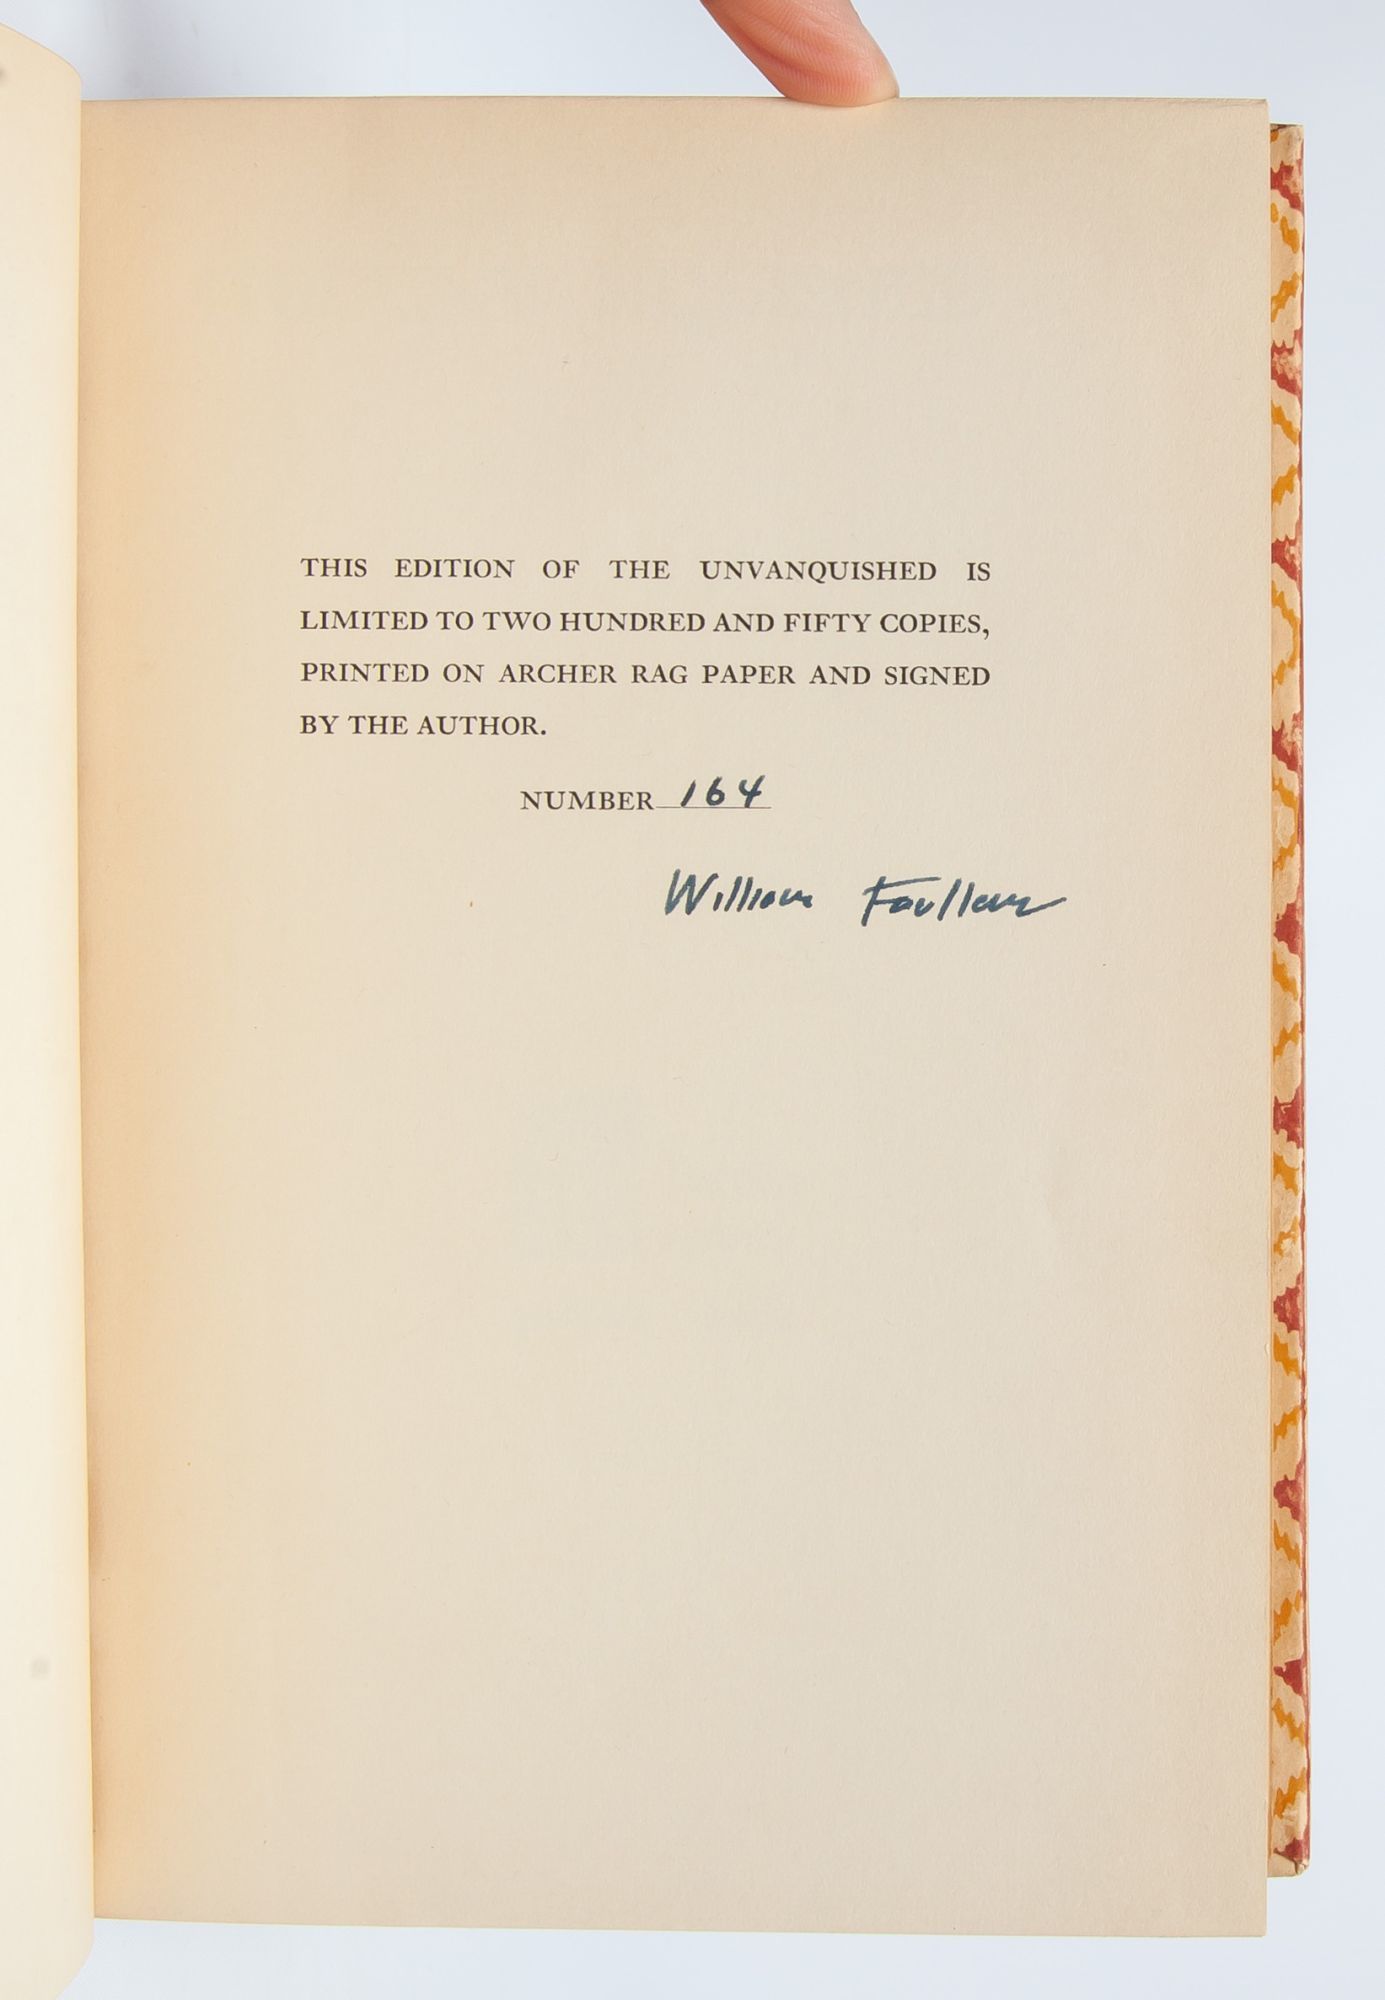 THIS EDITION OF THE UNVANQUISHED IS
LIMITED TO TWO HUNDRED AND FIFTY COPIES,
PRINTED ON ARCHER RAG PAPER AND SIGNED
BY THE AUTHOR.
NUMBER 164
William Faulkner